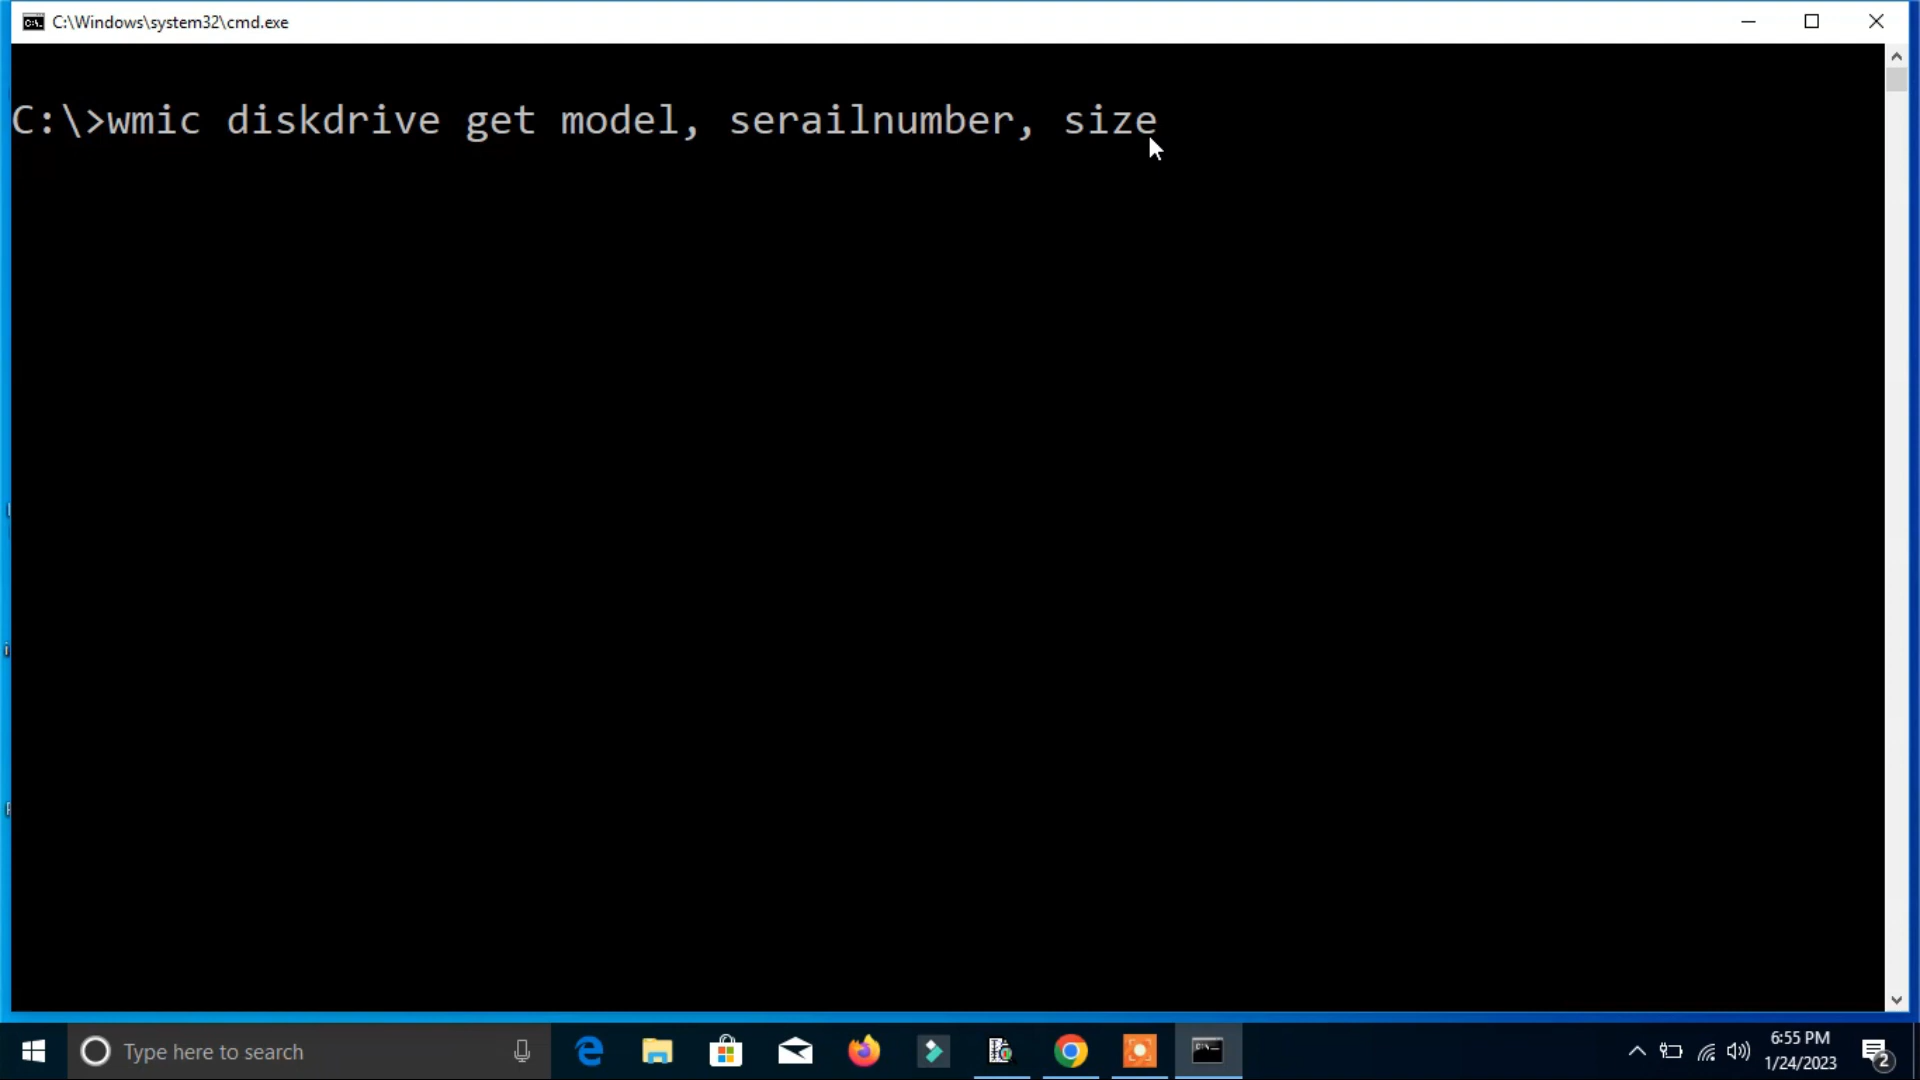 C:\Windows\system32\cmd.exe
C:\>wmic diskdrive get model, serailnumber, size
Type here to search
6:55 PM
1/24/2023
2